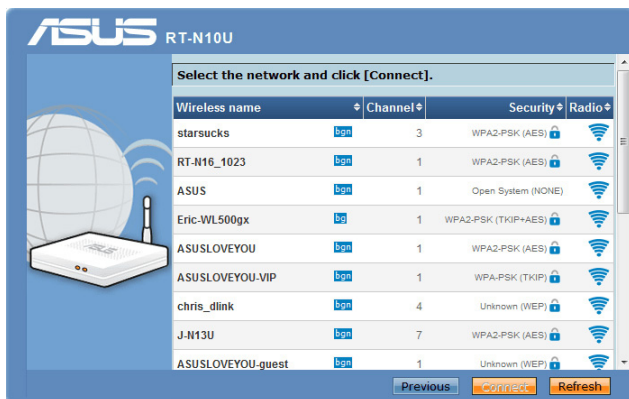 ASUS RT-N10U
Select the network and click [Connect].
Wireless name Channel Security Radio
starsucks bgn 3 WPA2-PSK (AES)
RT-N16_1023 bgn 1 WPA2-PSK (AES)
ASUS bgn 1 Open System (NONE)
Eric-WL500gx bg 1 WPA2-PSK (TKIP+AES)
ASUSLOVEYOU bgn 1 WPA2-PSK (AES)
ASUSLOVEYOU-VIP bgn 1 WPA-PSK (TKIP)
chris_dlink bgn 4 Unknown (WEP)
J-N13U bgn 7 WPA2-PSK (AES)
ASUSLOVEYOU-guest bgn 1 Unknown (WEP)
Previous Connect Refresh